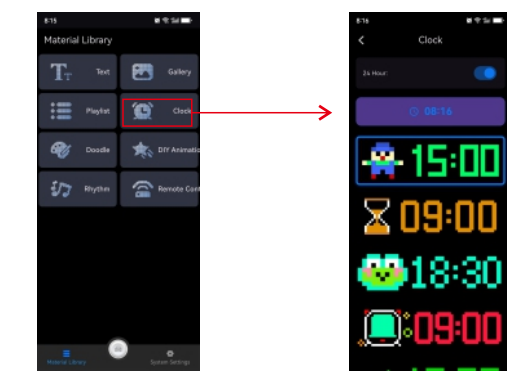 8:15
Material Library
Text
Gallery
Playlist
Clock
Doodle
DIY Animatio
Rhythm
Remote Cont
Material Library
System Settings
8:16
Clock
24 Hour:
08:16
15:00
09:00
18:30
09:00